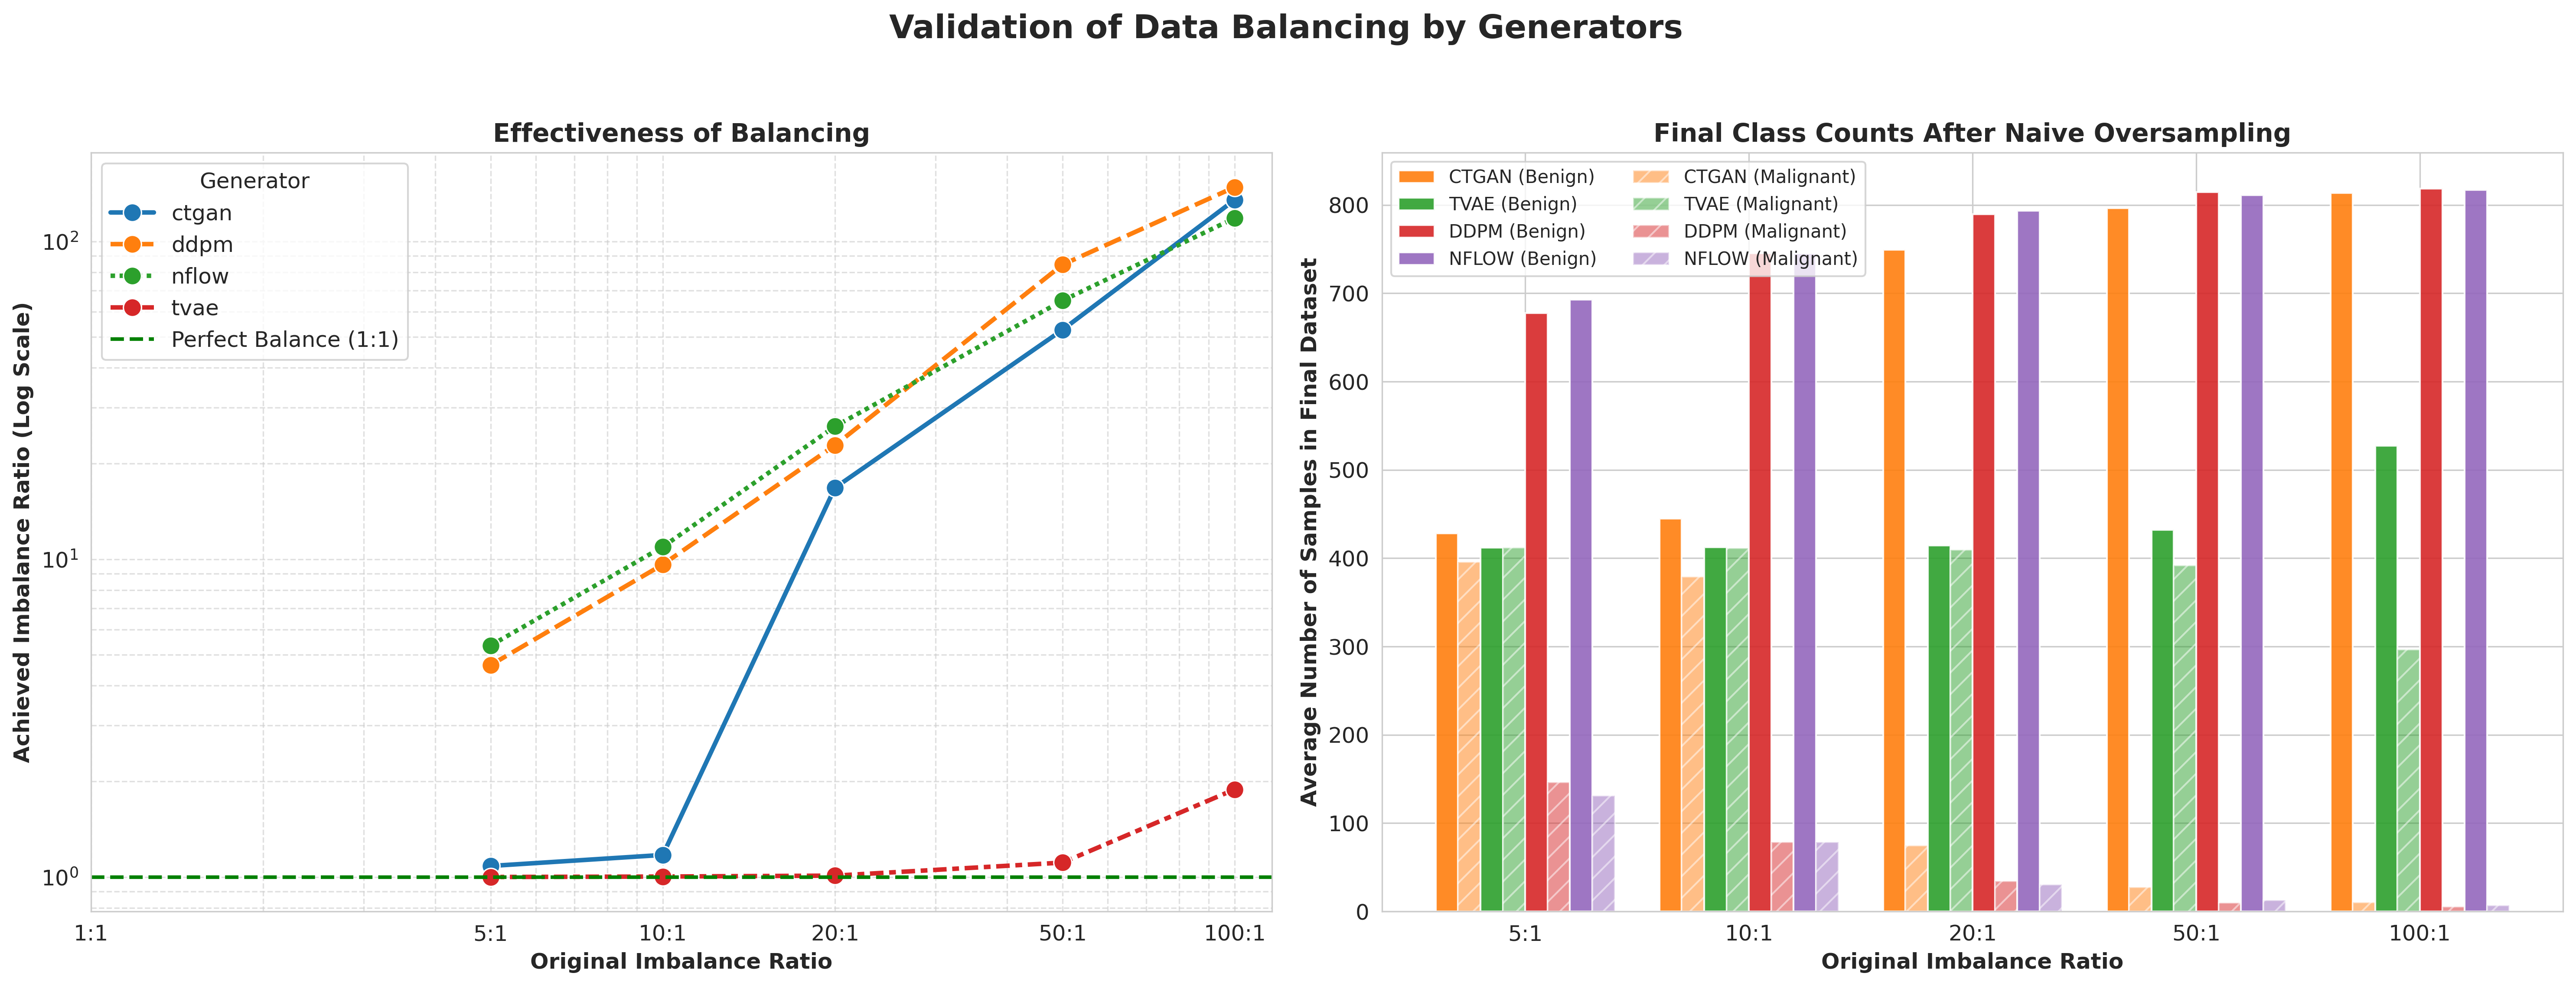 Validation of Data Balancing by Generators
Effectiveness of Balancing
Generator
ctgan
ddpm
nflow
tvae
Perfect Balance (1:1)
Achieved Imbalance Ratio (Log Scale)
10²
10¹
10⁰
1:1
5:1
10:1
20:1
50:1
100:1
Original Imbalance Ratio
Final Class Counts After Naive Oversampling
CTGAN (Benign)
TVAE (Benign)
DDPM (Benign)
NFLOW (Benign)
CTGAN (Malignant)
TVAE (Malignant)
DDPM (Malignant)
NFLOW (Malignant)
Average Number of Samples in Final Dataset
800
700
600
500
400
300
200
100
0
5:1
10:1
20:1
50:1
100:1
Original Imbalance Ratio